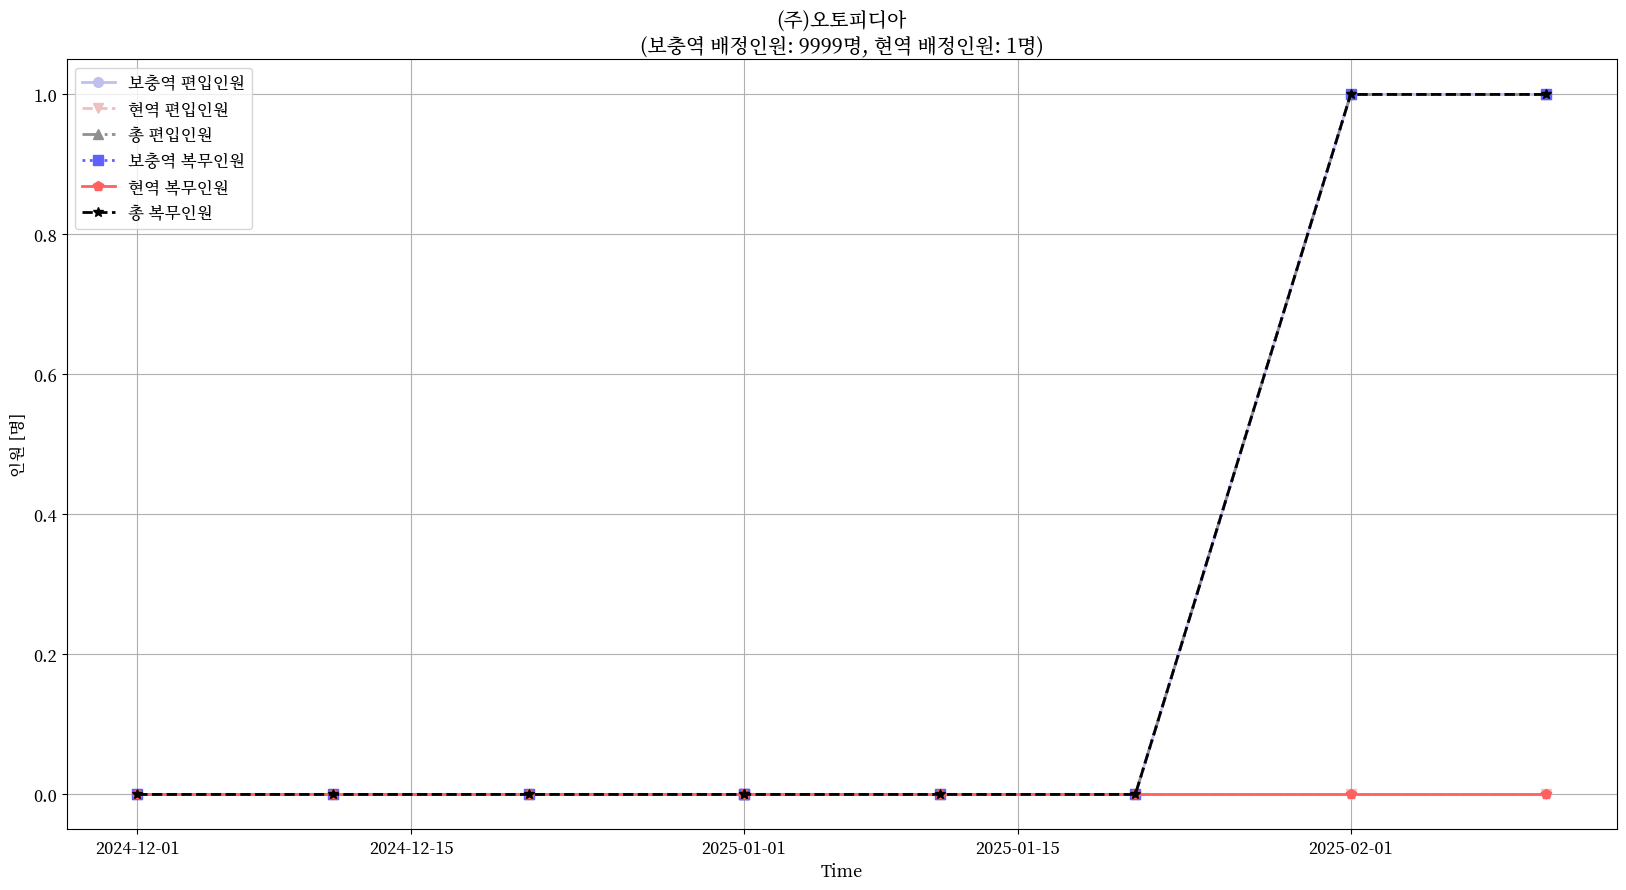 (주)오토피디아
(보충역 배정인원: 9999명, 현역 배정인원: 1명)
보충역 편입인원
현역 편입인원
총 편입인원
보충역 복무인원
현역 복무인원
총 복무인원
1.0
0.8
0.6
0.4
0.2
0.0
인원 [명]
2024-12-01
2024-12-15
2025-01-01
2025-01-15
2025-02-01
Time